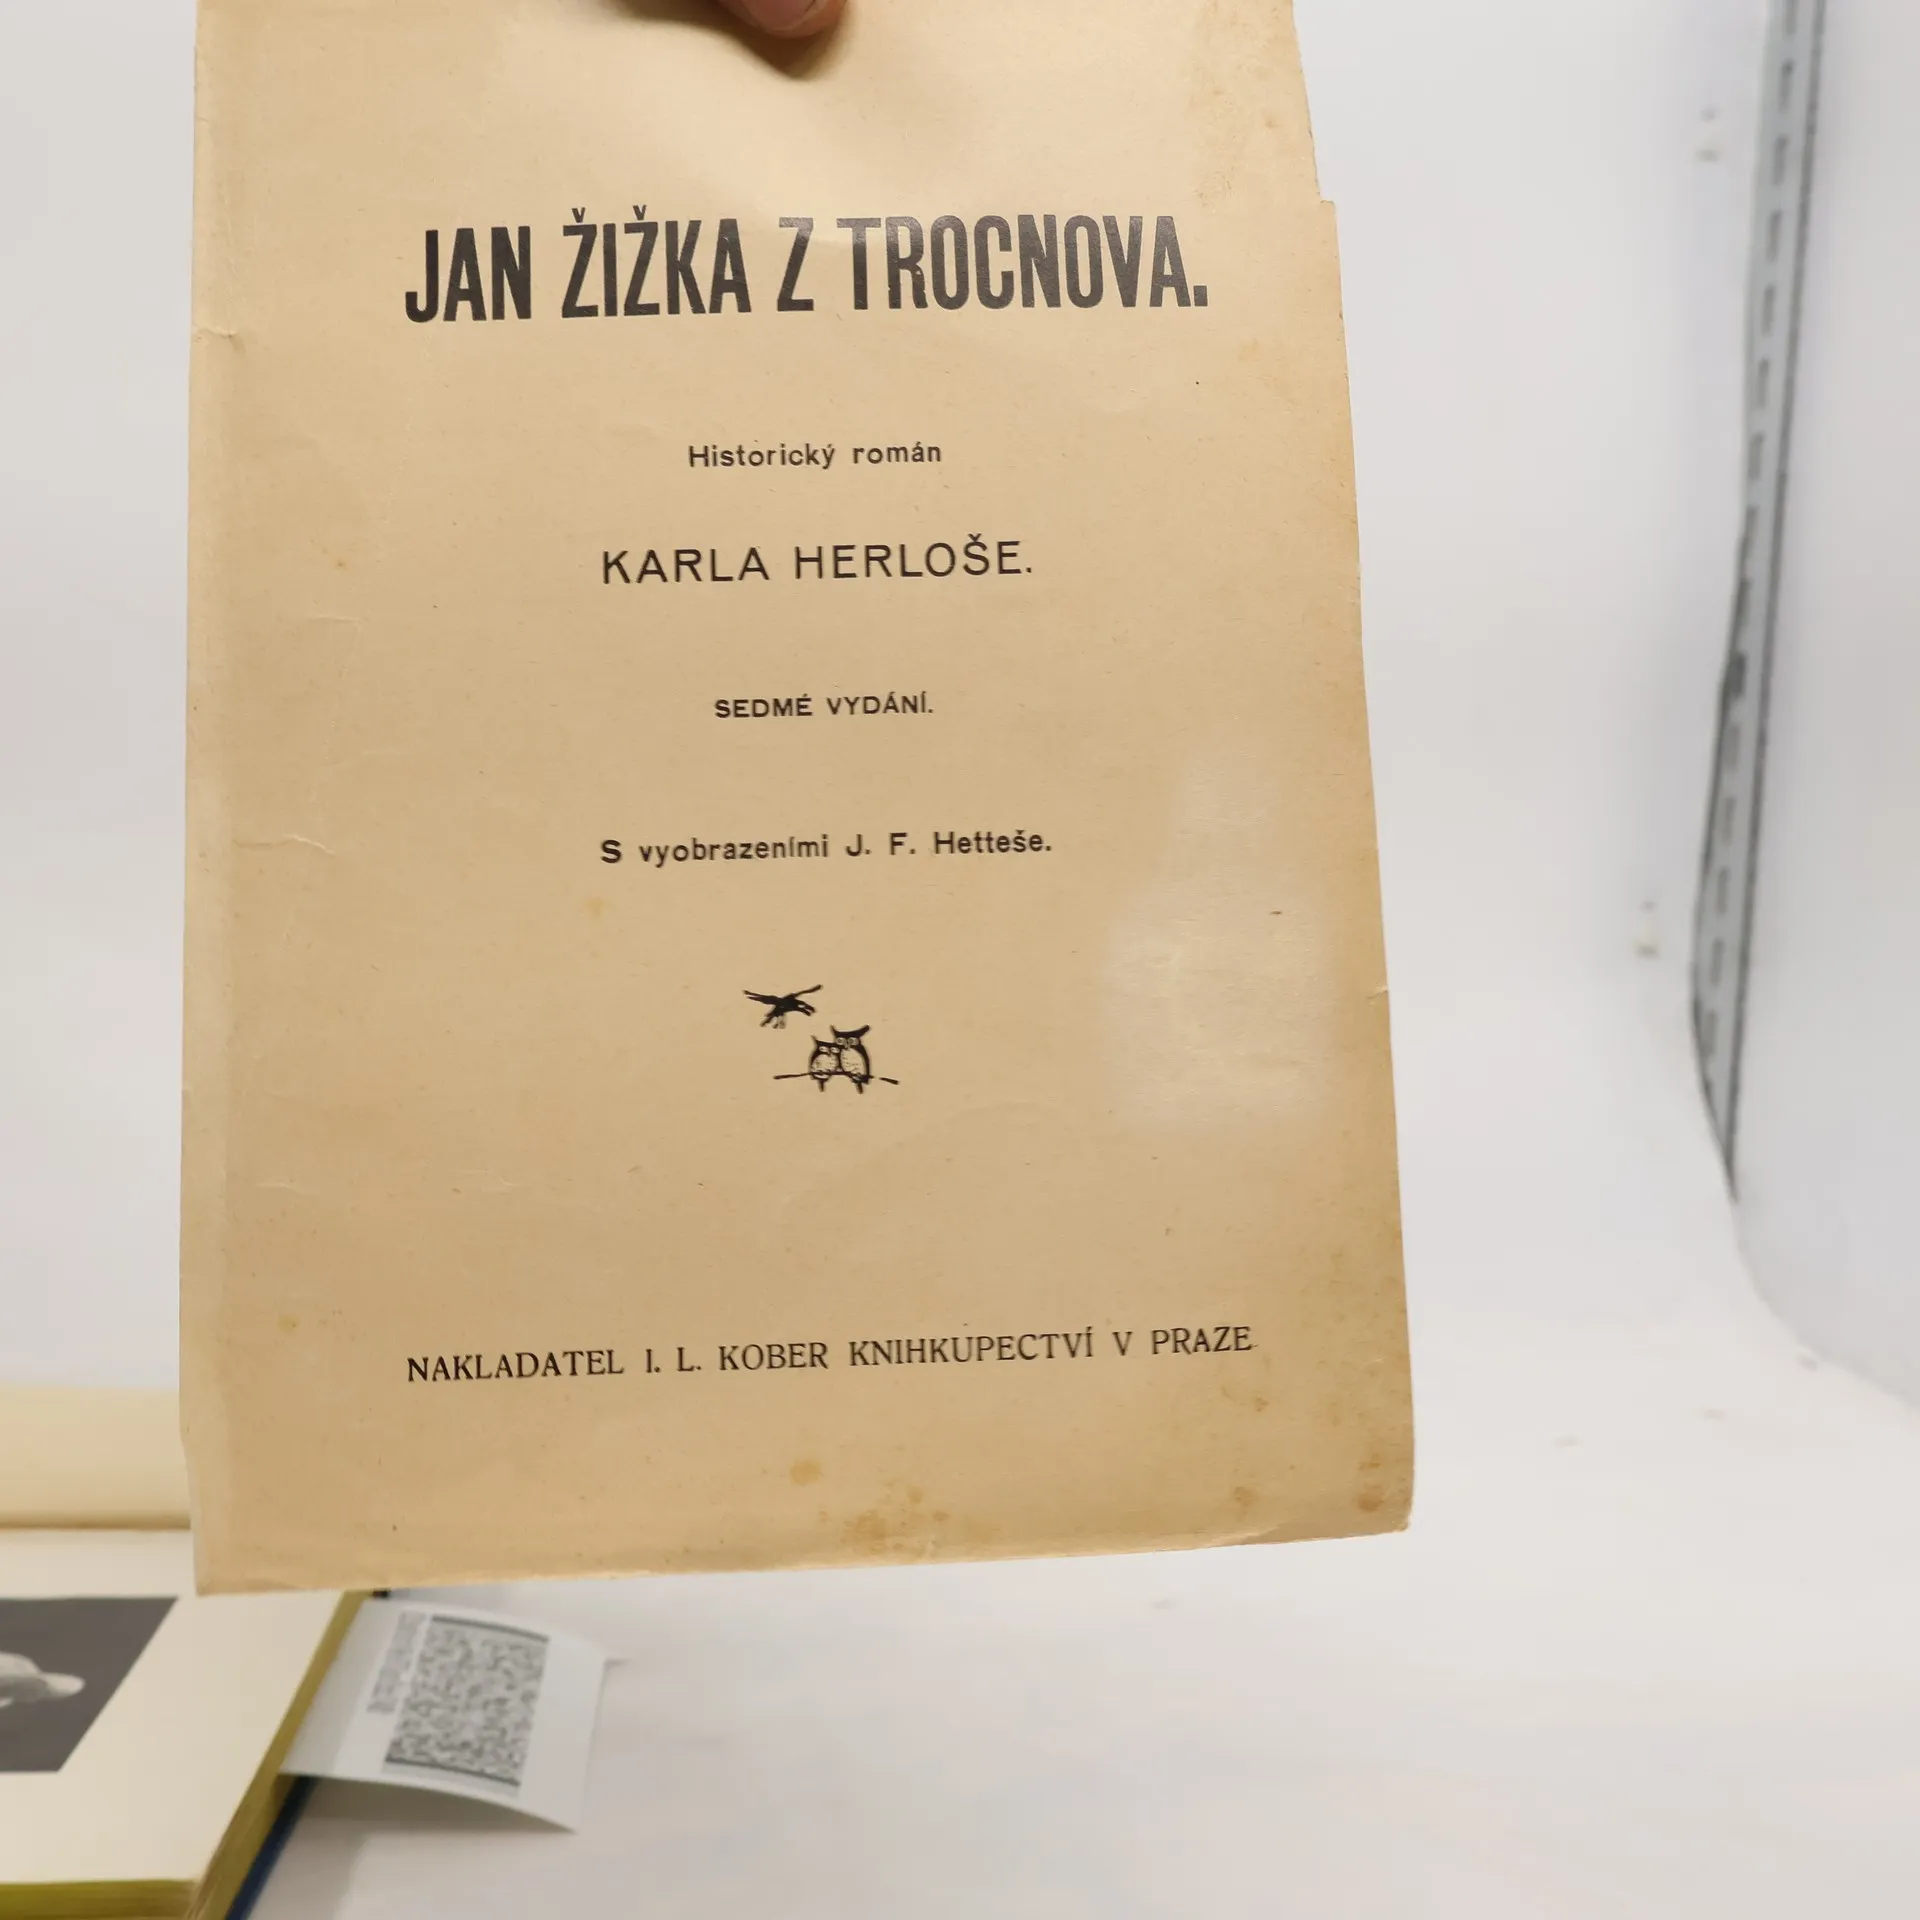 JAN ŽIŽKA Z TROCNOVA.
Historický román
KARLA HERLOŠE.
SEDMÉ VYDÁNÍ.
S vyobrazeními J. F. Hetteše.
NAKLADATEL I. L. KOBER KNIHKUPECTVÍ V PRAZE